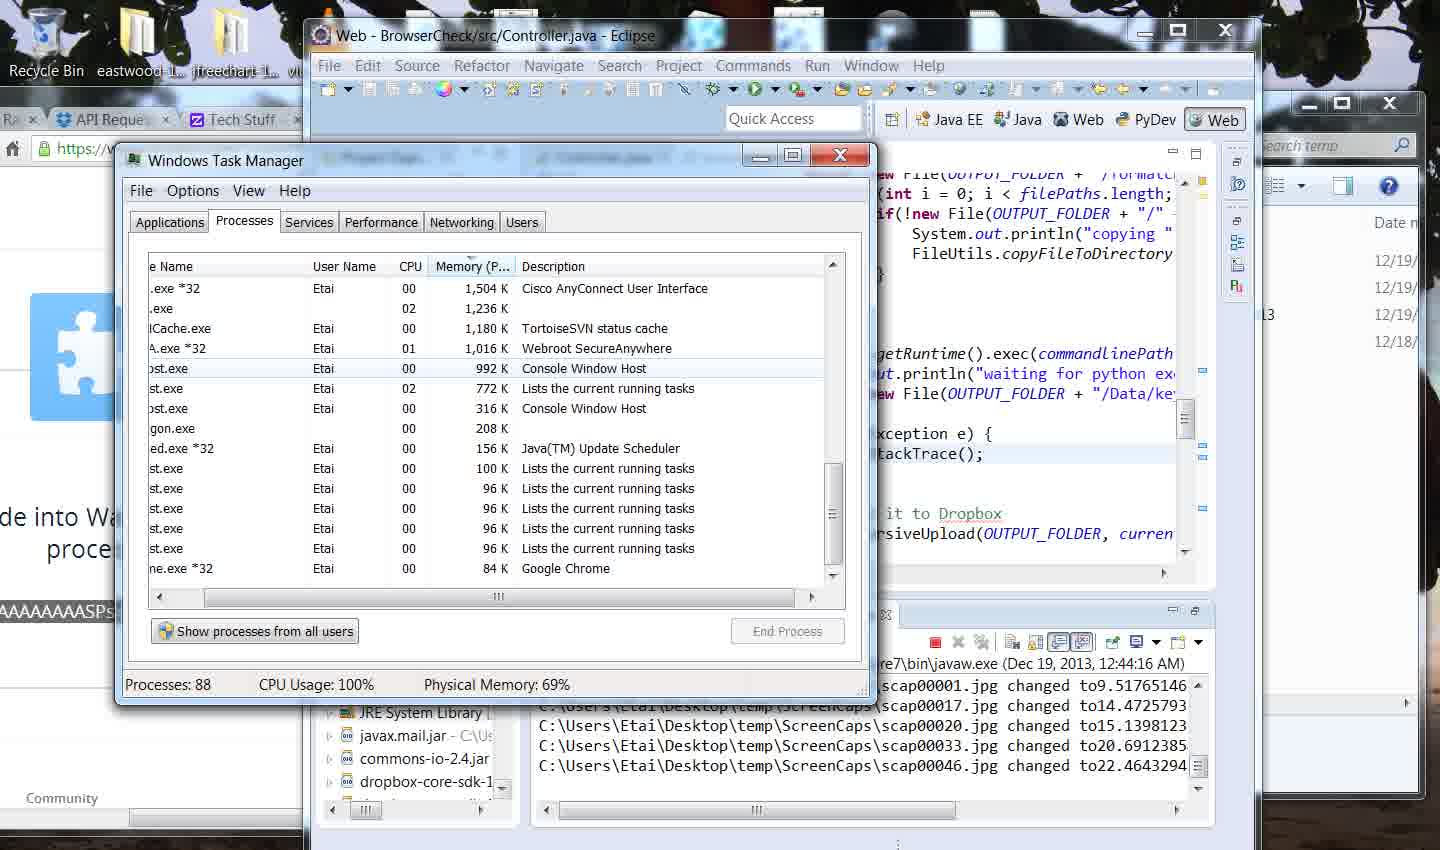 Recycle Bin
eastwood-1...
jfreechart-1...
Web - BrowserCheck/src/Controller.java - Eclipse
File Edit Source Refactor Navigate Search Project Commands Run Window Help
Quick Access
Java EE
Java
Web
PyDev
Web
API Reque
Tech Stuff
https://w
Search temp
Date m
12/19/
12/19/
12/19/
12/18/
13
Windows Task Manager
File Options View Help
Applications
Processes
Services
Performance
Networking
Users
e Name User Name CPU Memory (P... Description
.exe *32 Etai 00 1,504 K Cisco AnyConnect User Interface
.exe 02 1,236 K
lCache.exe Etai 00 1,180 K TortoiseSVN status cache
A.exe *32 Etai 01 1,016 K Webroot SecureAnywhere
ost.exe Etai 00 992 K Console Window Host
st.exe Etai 02 772 K Lists the current running tasks
ost.exe Etai 00 316 K Console Window Host
gon.exe 00 208 K
ed.exe *32 Etai 00 156 K Java(TM) Update Scheduler
st.exe Etai 00 100 K Lists the current running tasks
st.exe Etai 00 96 K Lists the current running tasks
st.exe Etai 00 96 K Lists the current running tasks
st.exe Etai 00 96 K Lists the current running tasks
st.exe Etai 00 96 K Lists the current running tasks
me.exe *32 Etai 00 84 K Google Chrome
Show processes from all users
End Process
Processes: 88 CPU Usage: 100% Physical Memory: 69%
ew File(OUTPUT_FOLDER + "/format
(int i = 0; i < filePaths.length;
if(!new File(OUTPUT_FOLDER + "/" +
System.out.println("copying "
FileUtils.copyFileToDirectory
}
getRuntime().exec(commandlinePath
ut.println("waiting for python exe
ew File(OUTPUT_FOLDER + "/Data/key
xception e) {
tackTrace();
it to Dropbox
rsiveUpload(OUTPUT_FOLDER, curren
de into Wa
proce
AAAAAAAASPs
Community
re7\bin\javaw.exe (Dec 19, 2013, 12:44:16 AM)
scap00001.jpg changed to9.51765146
C:\Users\Etai\Desktop\temp\ScreenCaps\scap00017.jpg changed to14.4725793
C:\Users\Etai\Desktop\temp\ScreenCaps\scap00020.jpg changed to15.1398123
C:\Users\Etai\Desktop\temp\ScreenCaps\scap00033.jpg changed to20.6912385
C:\Users\Etai\Desktop\temp\ScreenCaps\scap00046.jpg changed to22.4643294
JRE System Library [
javax.mail.jar - C:\Us
commons-io-2.4.jar
dropbox-core-sdk-1